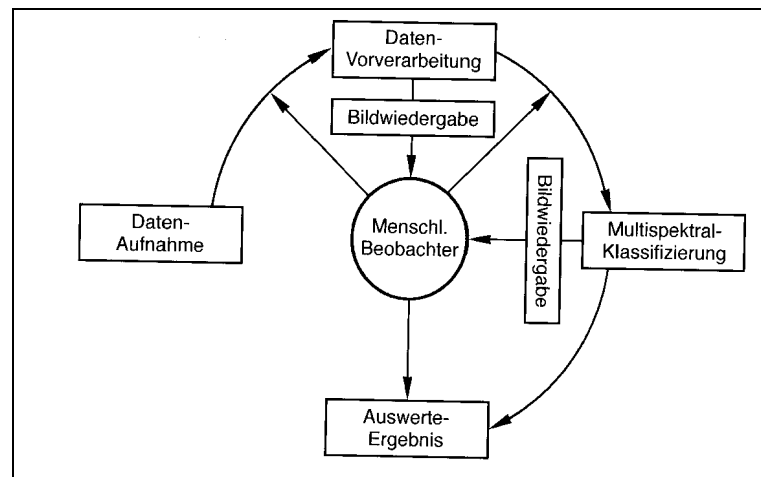 Daten-
Vorverarbeitung
Bildwiedergabe
Daten-
Aufnahme
Menschl.
Beobachter
Bildwiedergabe
Multispektral-
Klassifizierung
Auswerte-
Ergebnis